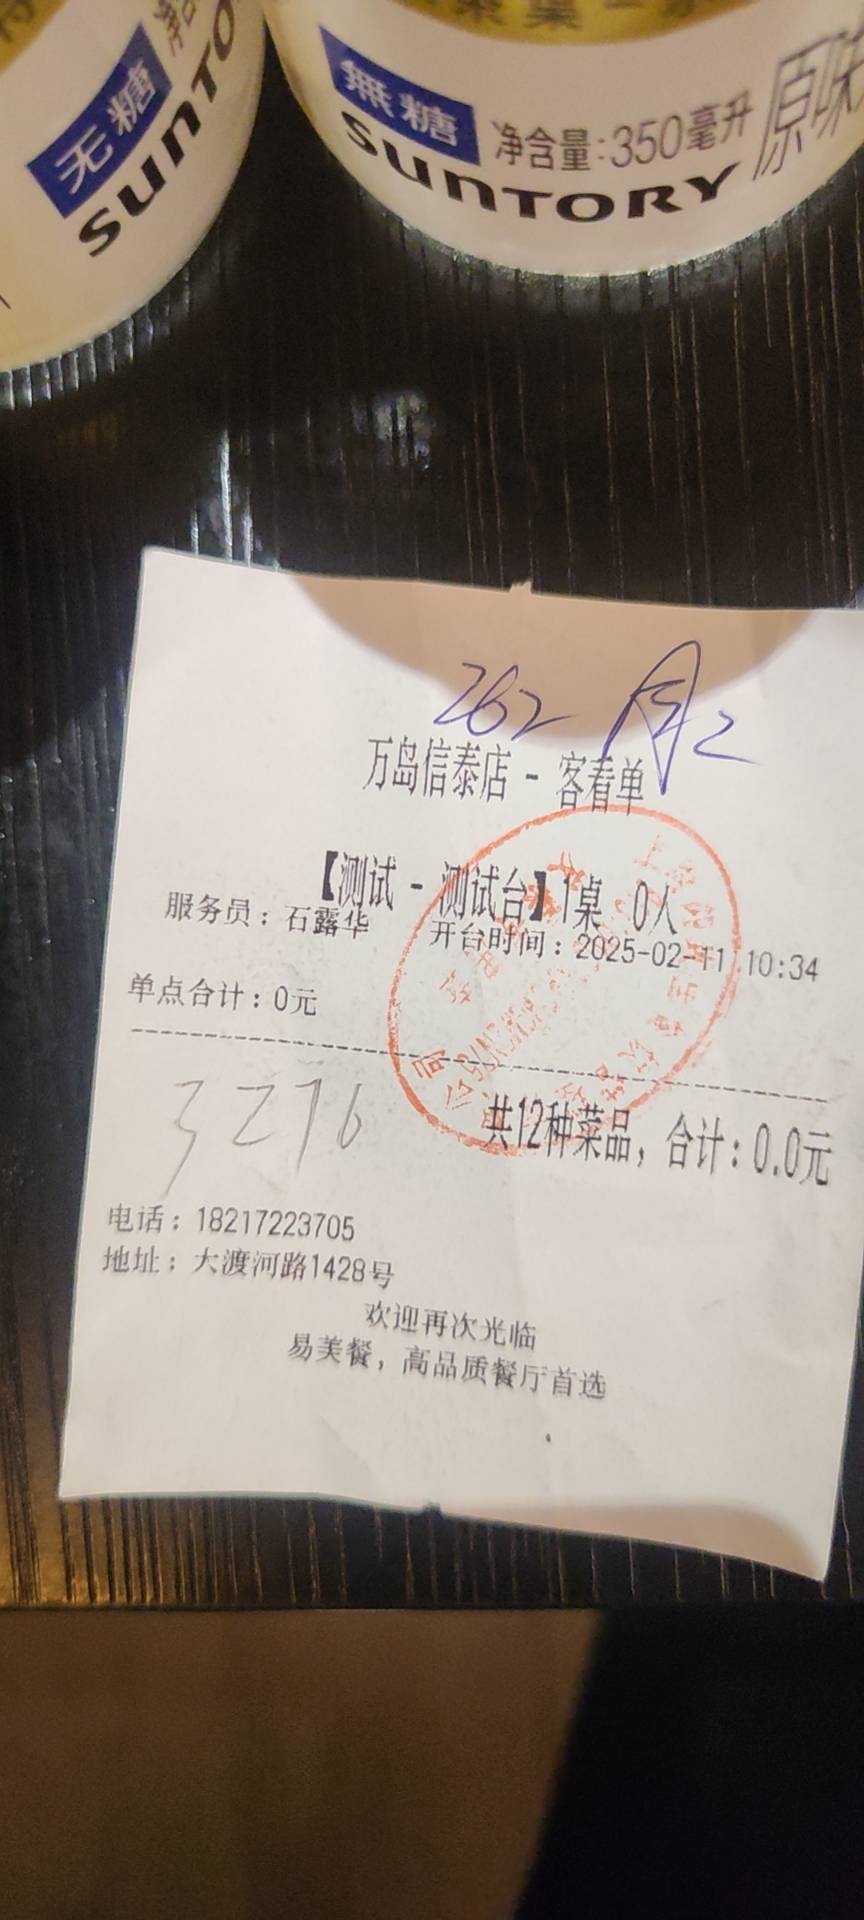 无糖
SUNTORY
無糖
净含量:350毫升
原味
SUNTORY
262
万岛信泰店 - 客看单
【测试 - 测试台】1桌 0人
服务员：石露华 开台时间：2025-02-11 10:34
单点合计：0元
3276
共12种菜品，合计：0.0元
电话：18217223705
地址：大渡河路1428号
欢迎再次光临
易美餐，高品质餐厅首选